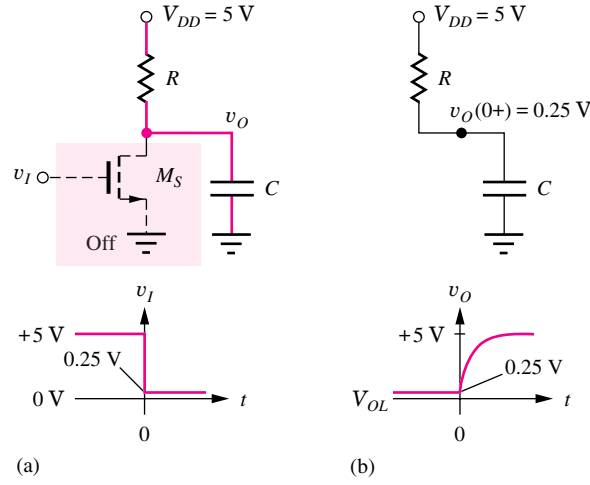 V_DD = 5 V
R
v_O
v_I
M_S
C
Off
v_I
+5 V
0.25 V
0 V
t
0
(a)
V_DD = 5 V
R
v_O(0+) = 0.25 V
C
v_O
+5 V
0.25 V
V_OL
t
0
(b)